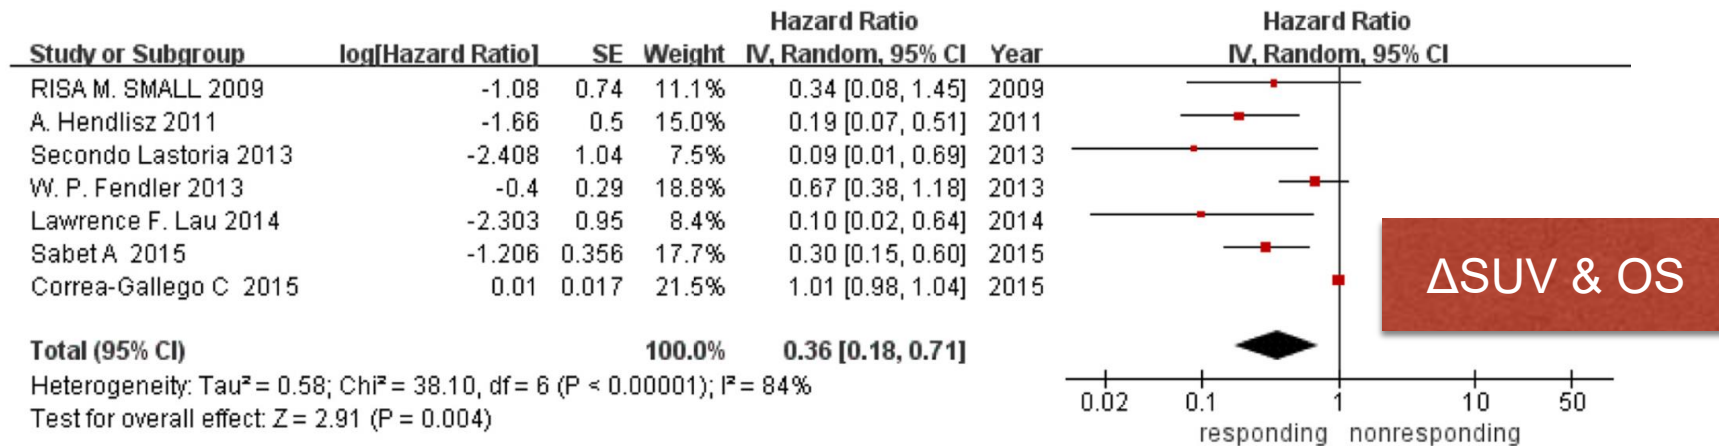 Hazard Ratio Hazard Ratio
Study or Subgroup log[Hazard Ratio] SE Weight IV, Random, 95% CI Year IV, Random, 95% CI
RISA M. SMALL 2009 -1.08 0.74 11.1% 0.34 [0.08, 1.45] 2009
A. Hendlisz 2011 -1.66 0.5 15.0% 0.19 [0.07, 0.51] 2011
Secondo Lastoria 2013 -2.408 1.04 7.5% 0.09 [0.01, 0.69] 2013
W. P. Fendler 2013 -0.4 0.29 18.8% 0.67 [0.38, 1.18] 2013
Lawrence F. Lau 2014 -2.303 0.95 8.4% 0.10 [0.02, 0.64] 2014
Sabet A 2015 -1.206 0.356 17.7% 0.30 [0.15, 0.60] 2015
Correa-Gallego C 2015 0.01 0.017 21.5% 1.01 [0.98, 1.04] 2015
ΔSUV & OS
Total (95% CI) 100.0% 0.36 [0.18, 0.71]
Heterogeneity: Tau² = 0.58; Chi² = 38.10, df = 6 (P < 0.00001); I² = 84%
Test for overall effect: Z = 2.91 (P = 0.004)
0.02 0.1 1 10 50
responding nonresponding